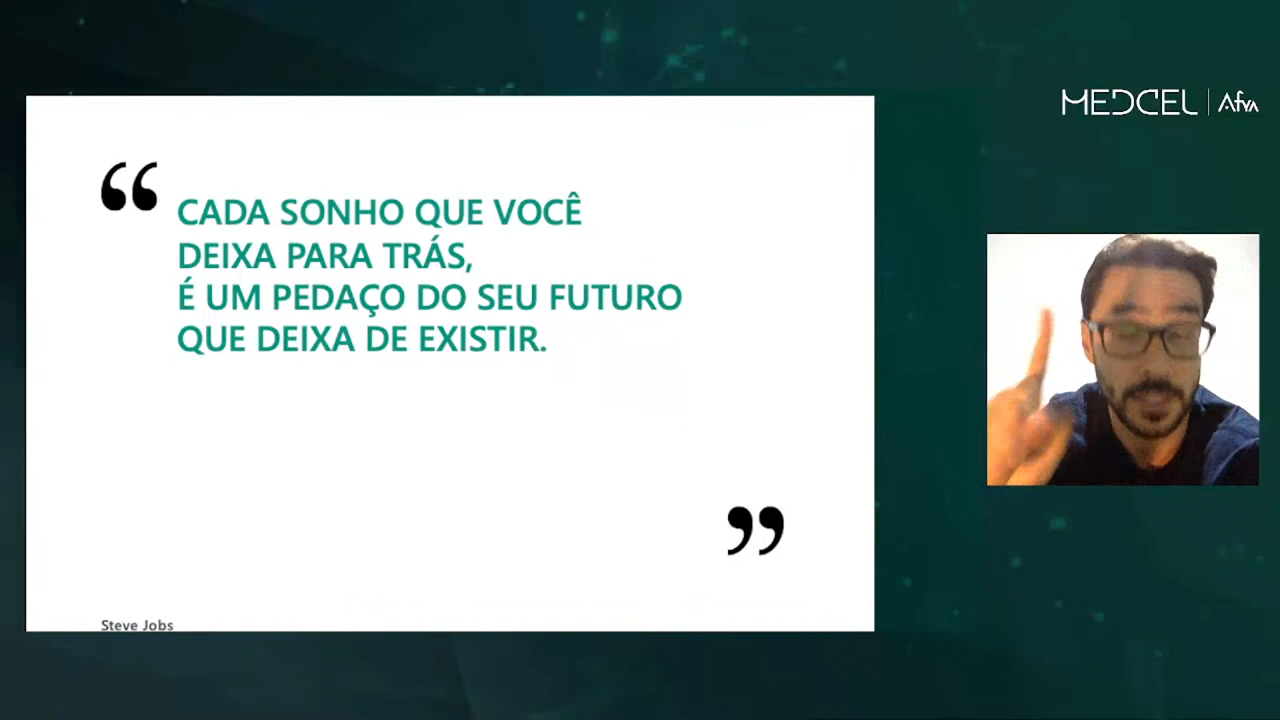 MEDCEL | Afya
“ CADA SONHO QUE VOCÊ
DEIXA PARA TRÁS,
É UM PEDAÇO DO SEU FUTURO
QUE DEIXA DE EXISTIR.
”
Steve Jobs